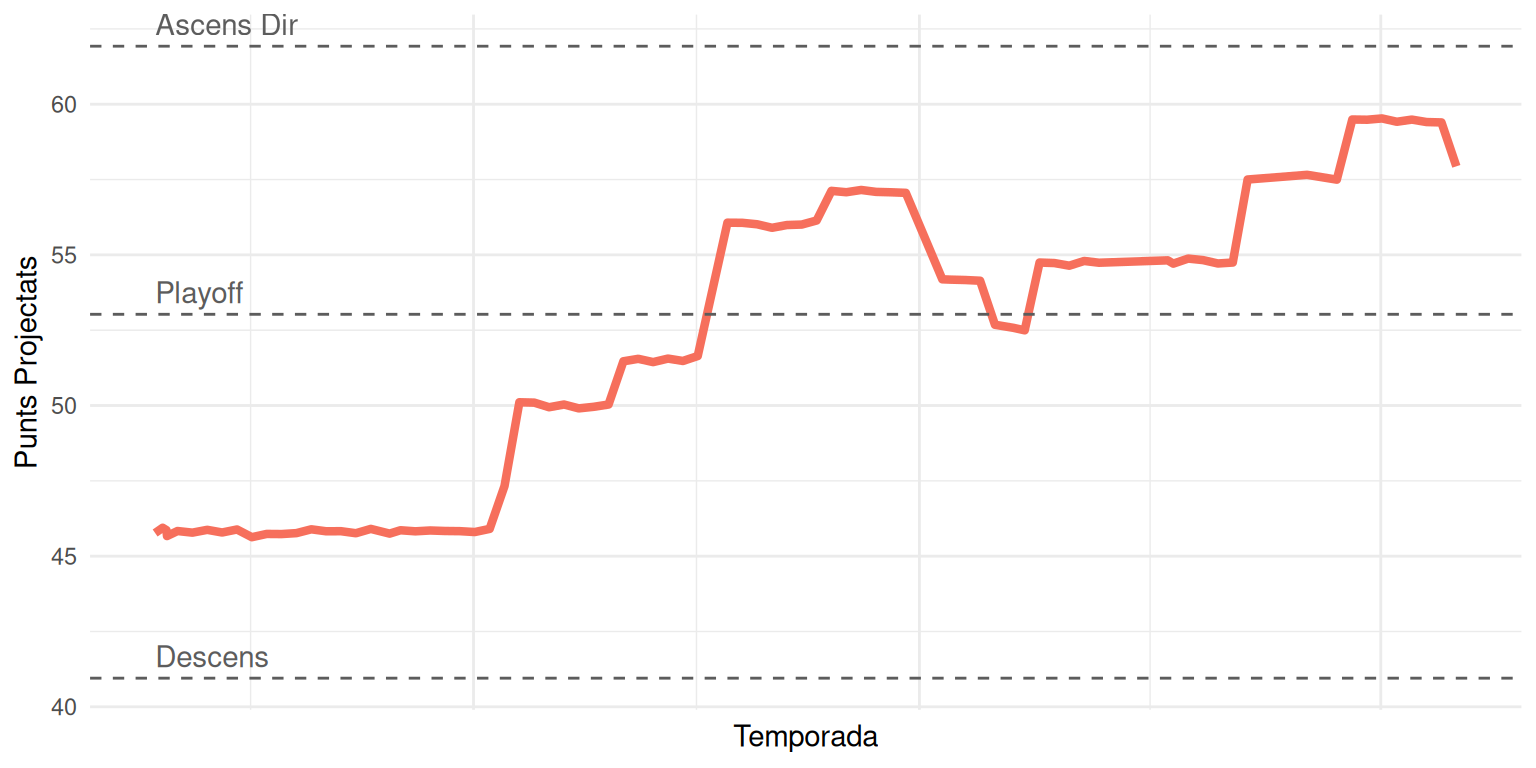 Ascens Dir
60
55
Playoff
50
45
Descens
40
Punts Projectats
Temporada